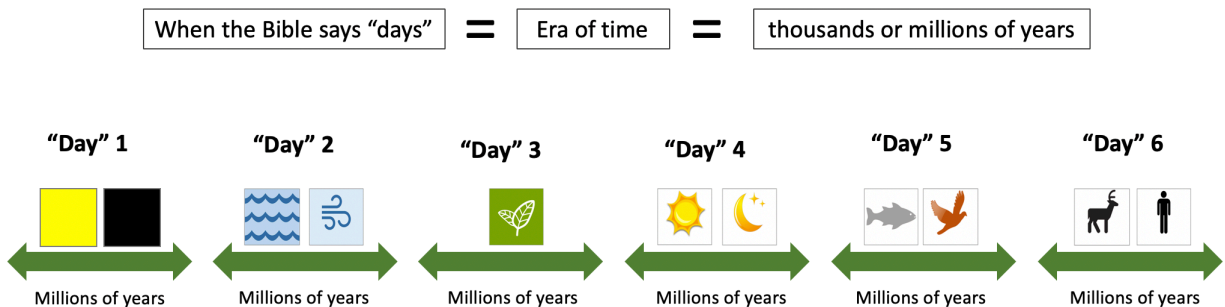 When the Bible says “days” = Era of time = thousands or millions of years
“Day” 1 “Day” 2 “Day” 3 “Day” 4 “Day” 5 “Day” 6
Millions of years Millions of years Millions of years Millions of years Millions of years Millions of years